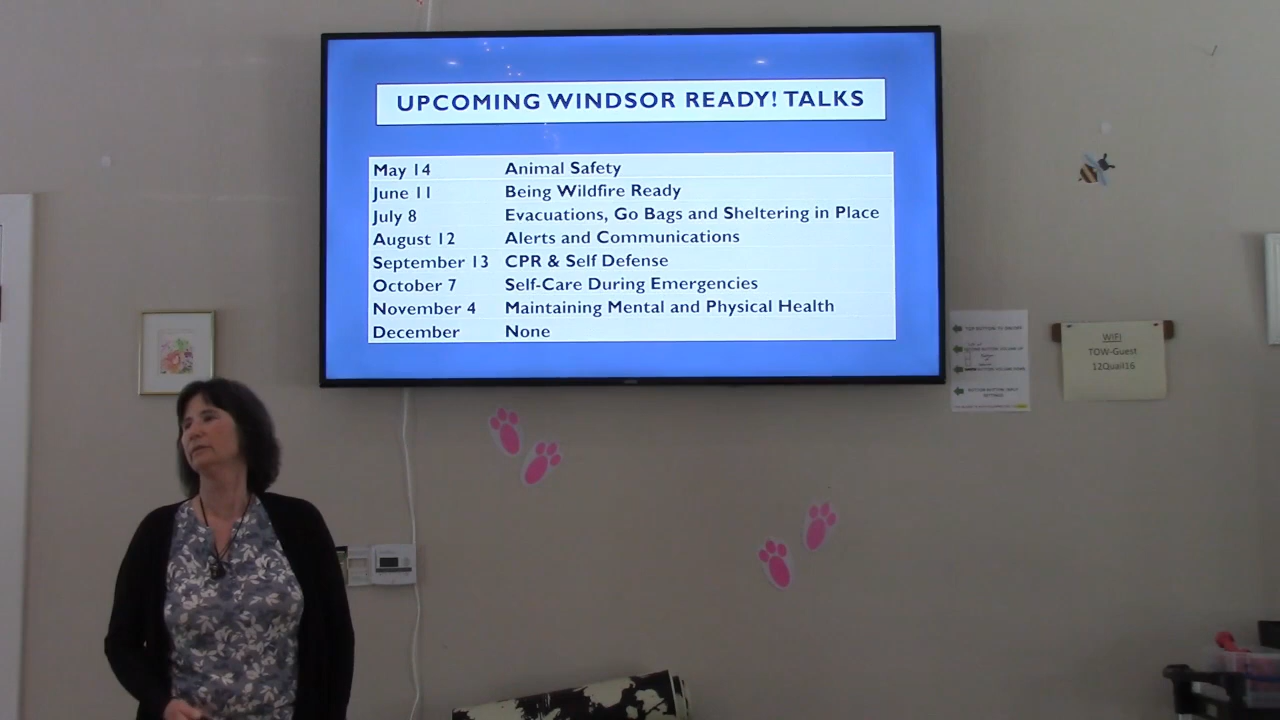 UPCOMING WINDSOR READY! TALKS
May 14 Animal Safety
June 11 Being Wildfire Ready
July 8 Evacuations, Go Bags and Sheltering in Place
August 12 Alerts and Communications
September 13 CPR & Self Defense
October 7 Self-Care During Emergencies
November 4 Maintaining Mental and Physical Health
December None
WIFI
TOW-Guest
12Quail16